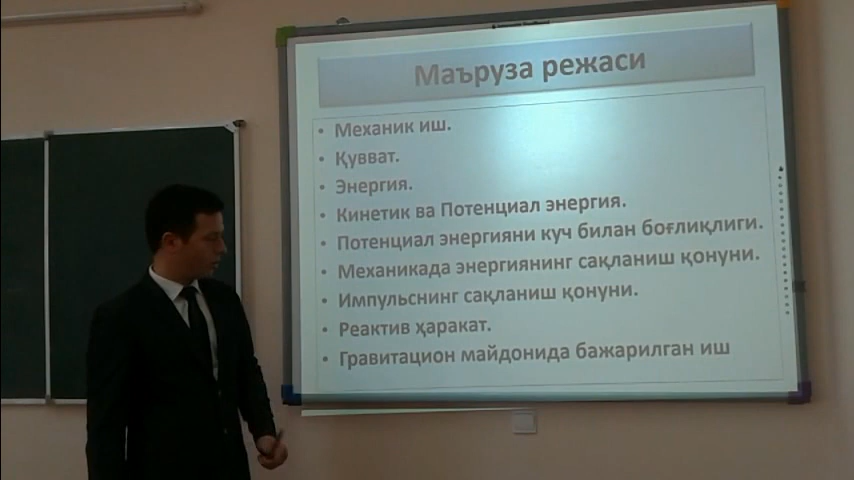 Маъруза режаси
• Механик иш.
• Қувват.
• Энергия.
• Кинетик ва Потенциал энергия.
• Потенциал энергияни куч билан боғлиқлиги.
• Механикада энергиянинг сақланиш қонуни.
• Импульснинг сақланиш қонуни.
• Реактив ҳаракат.
• Гравитацион майдонида бажарилган иш